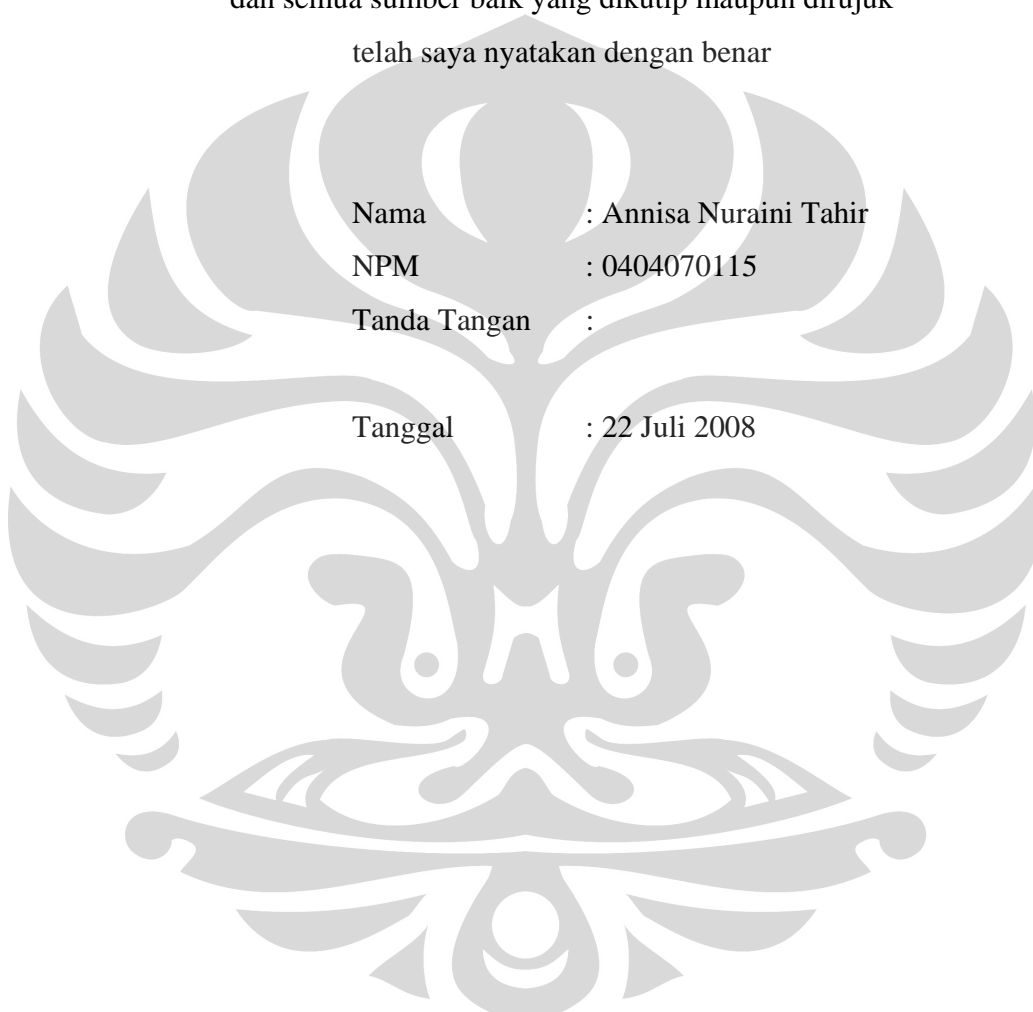 dan semua sumber baik yang dikutip maupun dirujuk
telah saya nyatakan dengan benar
Nama : Annisa Nuraini Tahir
NPM : 0404070115
Tanda Tangan :
Tanggal : 22 Juli 2008